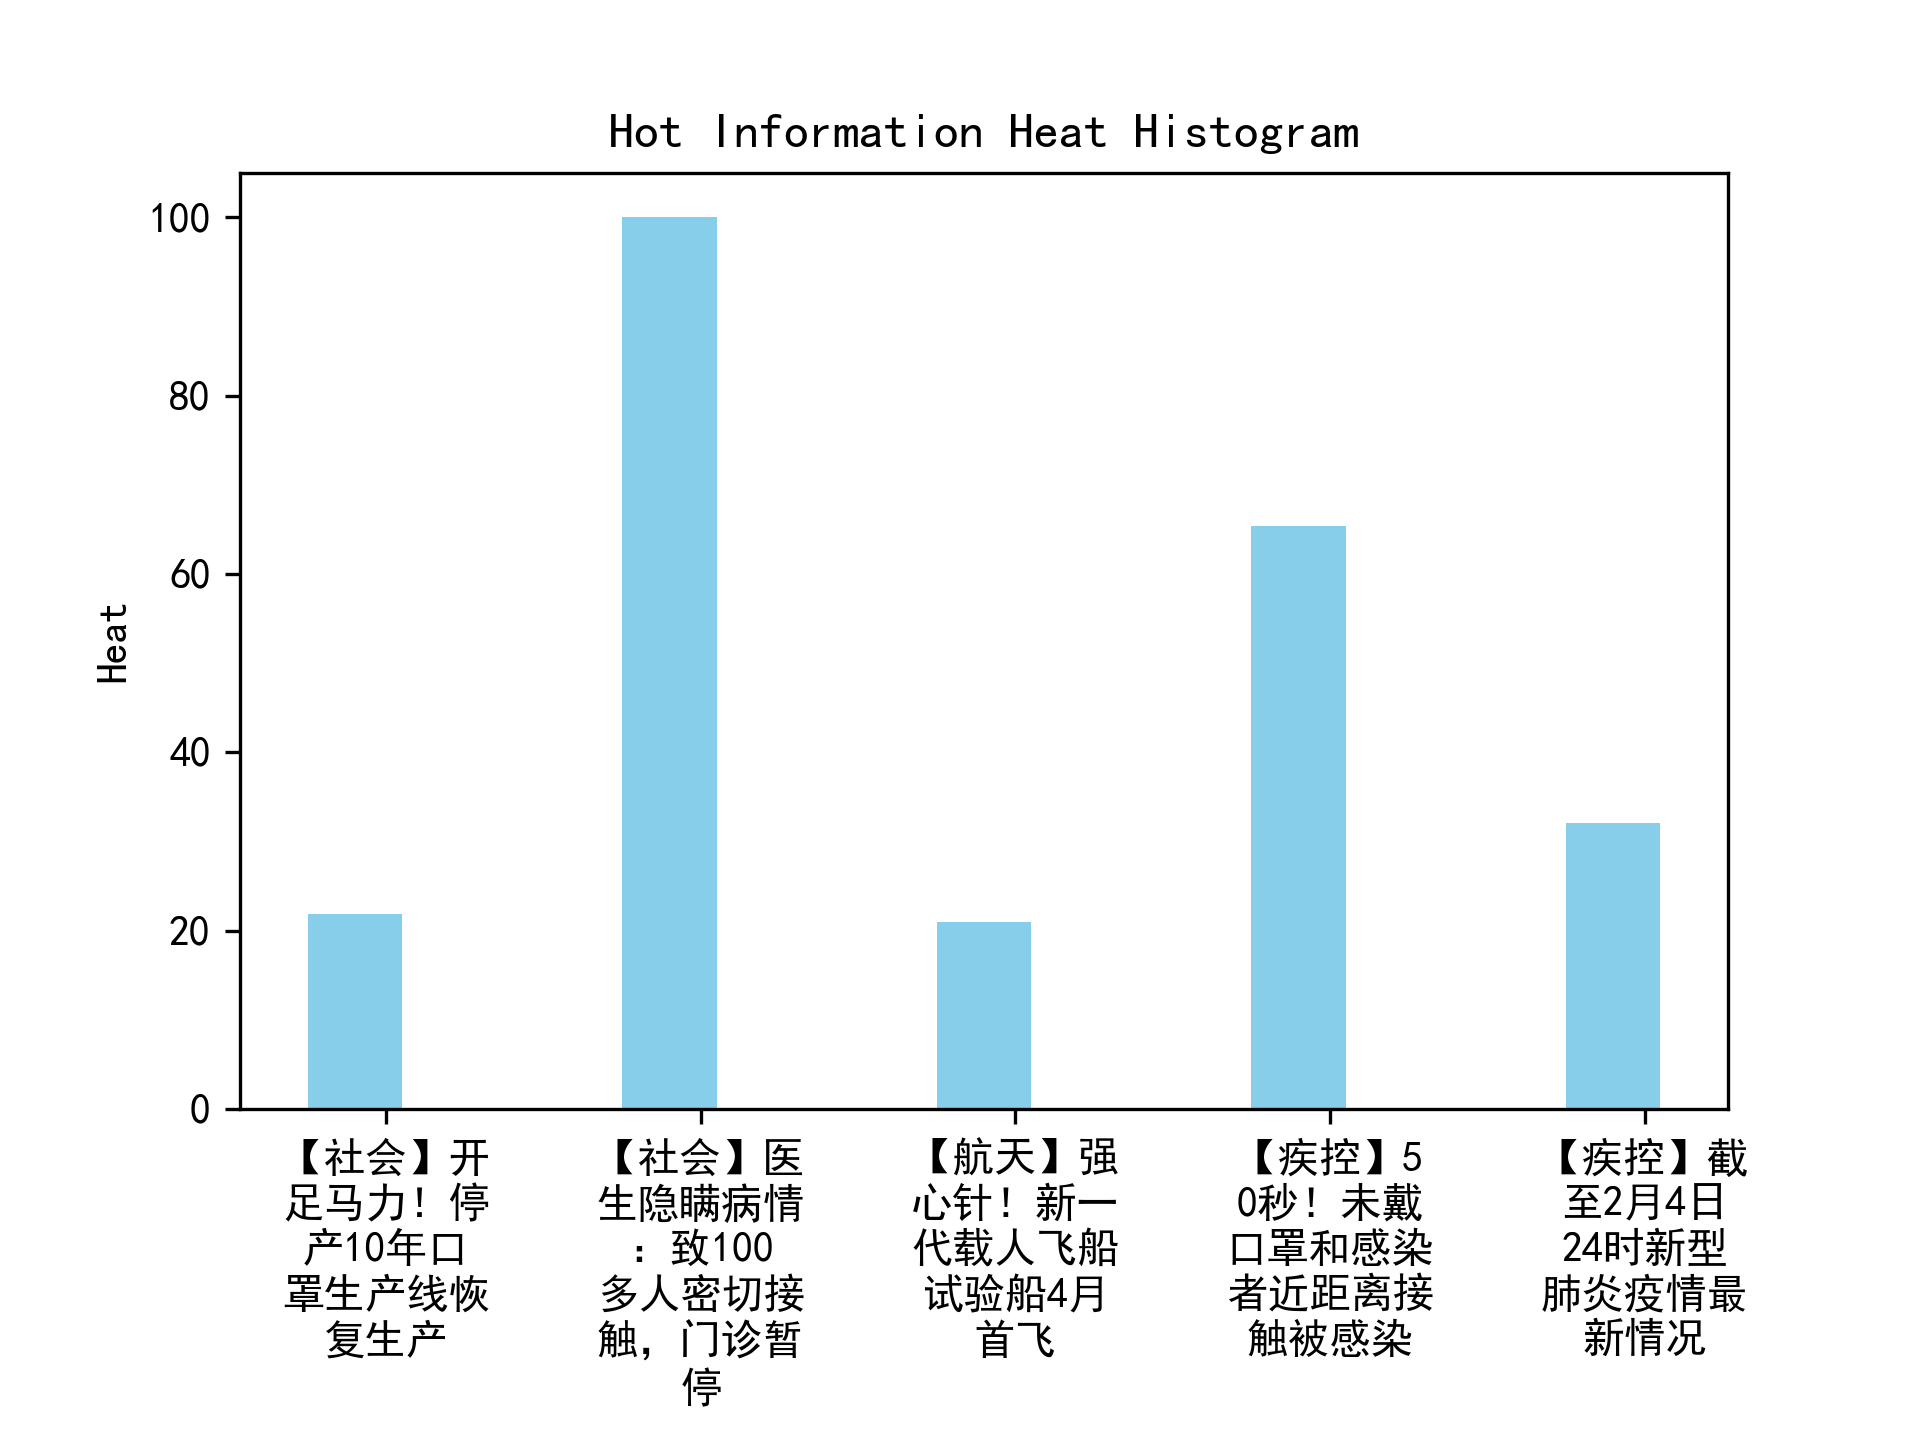 Hot Information Heat Histogram
100
80
60
40
20
0
Heat
【社会】开
足马力！停
产10年口
罩生产线恢
复生产
【社会】医
生隐瞒病情
：致100
多人密切接
触，门诊暂
停
【航天】强
心针！新一
代载人飞船
试验船4月
首飞
【疾控】5
0秒！未戴
口罩和感染
者近距离接
触被感染
【疾控】截
至2月4日
24时新型
肺炎疫情最
新情况